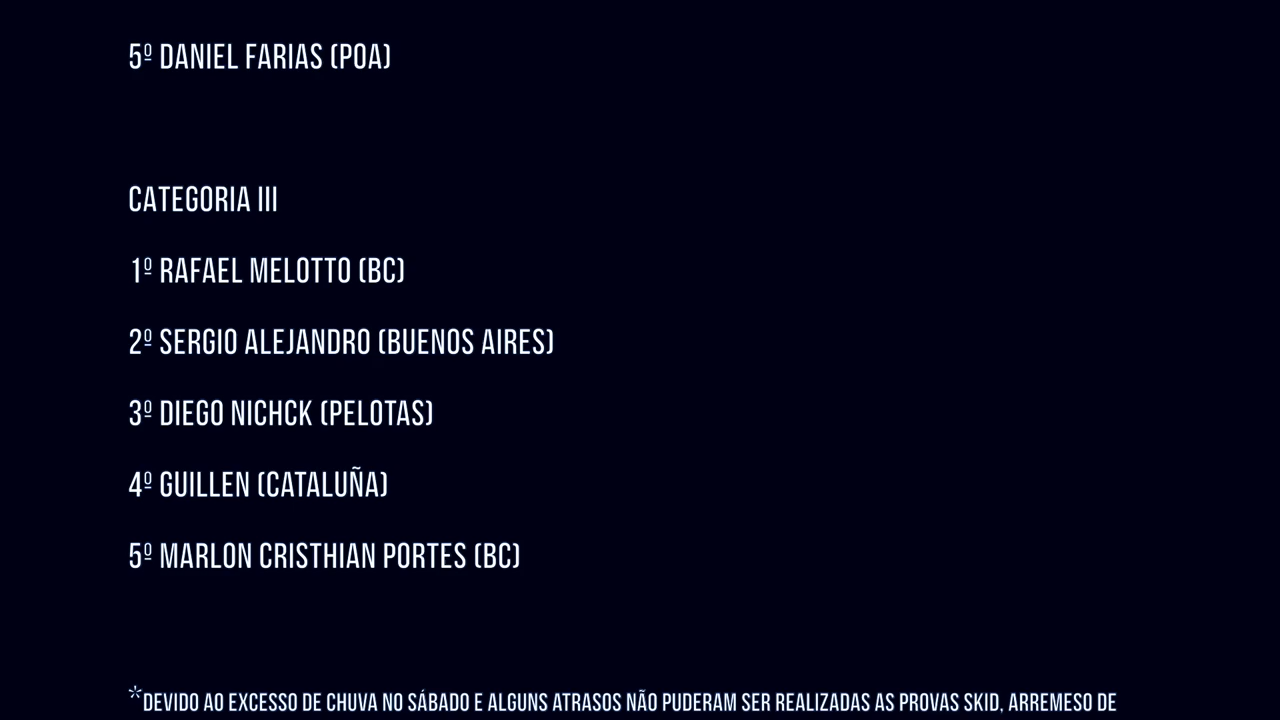 5º DANIEL FARIAS (POA)
CATEGORIA III
1º RAFAEL MELOTTO (BC)
2º SERGIO ALEJANDRO (BUENOS AIRES)
3º DIEGO NICHCK (PELOTAS)
4º GUILLEN (CATALUÑA)
5º MARLON CRISTHIAN PORTES (BC)
*DEVIDO AO EXCESSO DE CHUVA NO SÁBADO E ALGUNS ATRASOS NÃO PUDERAM SER REALIZADAS AS PROVAS SKID, ARREMESO DE